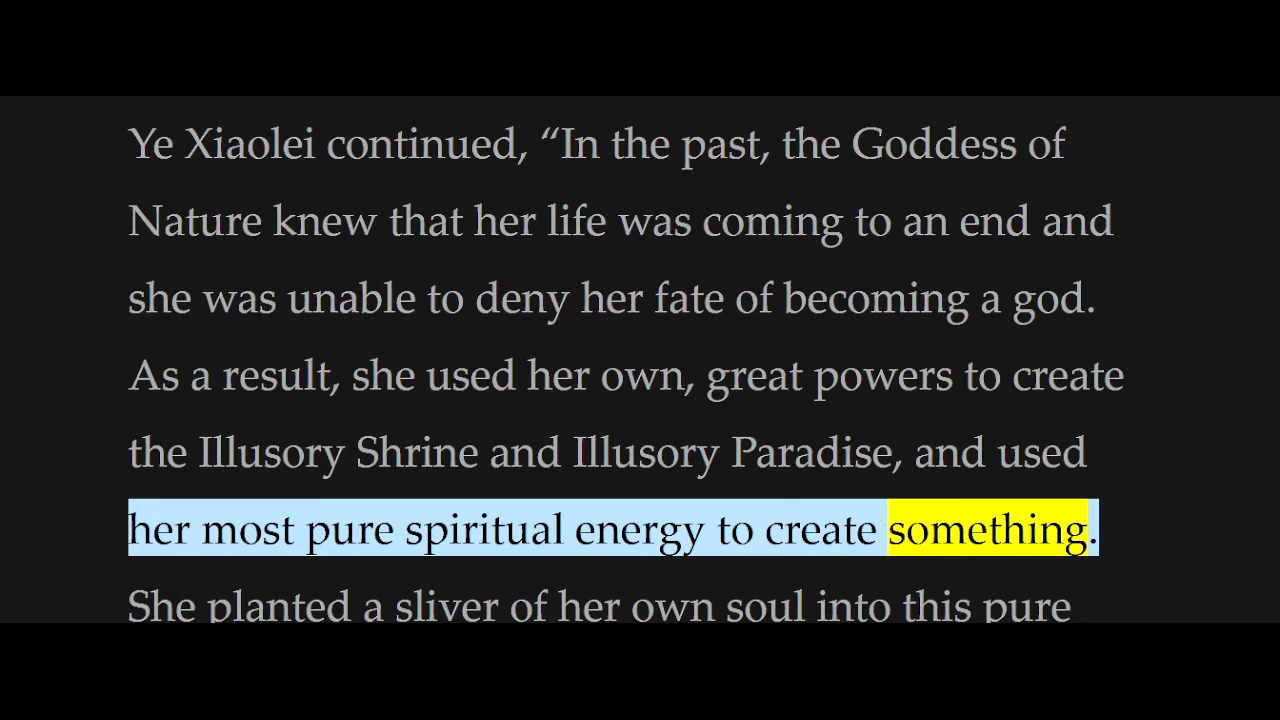 Ye Xiaolei continued, “In the past, the Goddess of
Nature knew that her life was coming to an end and
she was unable to deny her fate of becoming a god.
As a result, she used her own, great powers to create
the Illusory Shrine and Illusory Paradise, and used
her most pure spiritual energy to create something.
She planted a sliver of her own soul into this pure